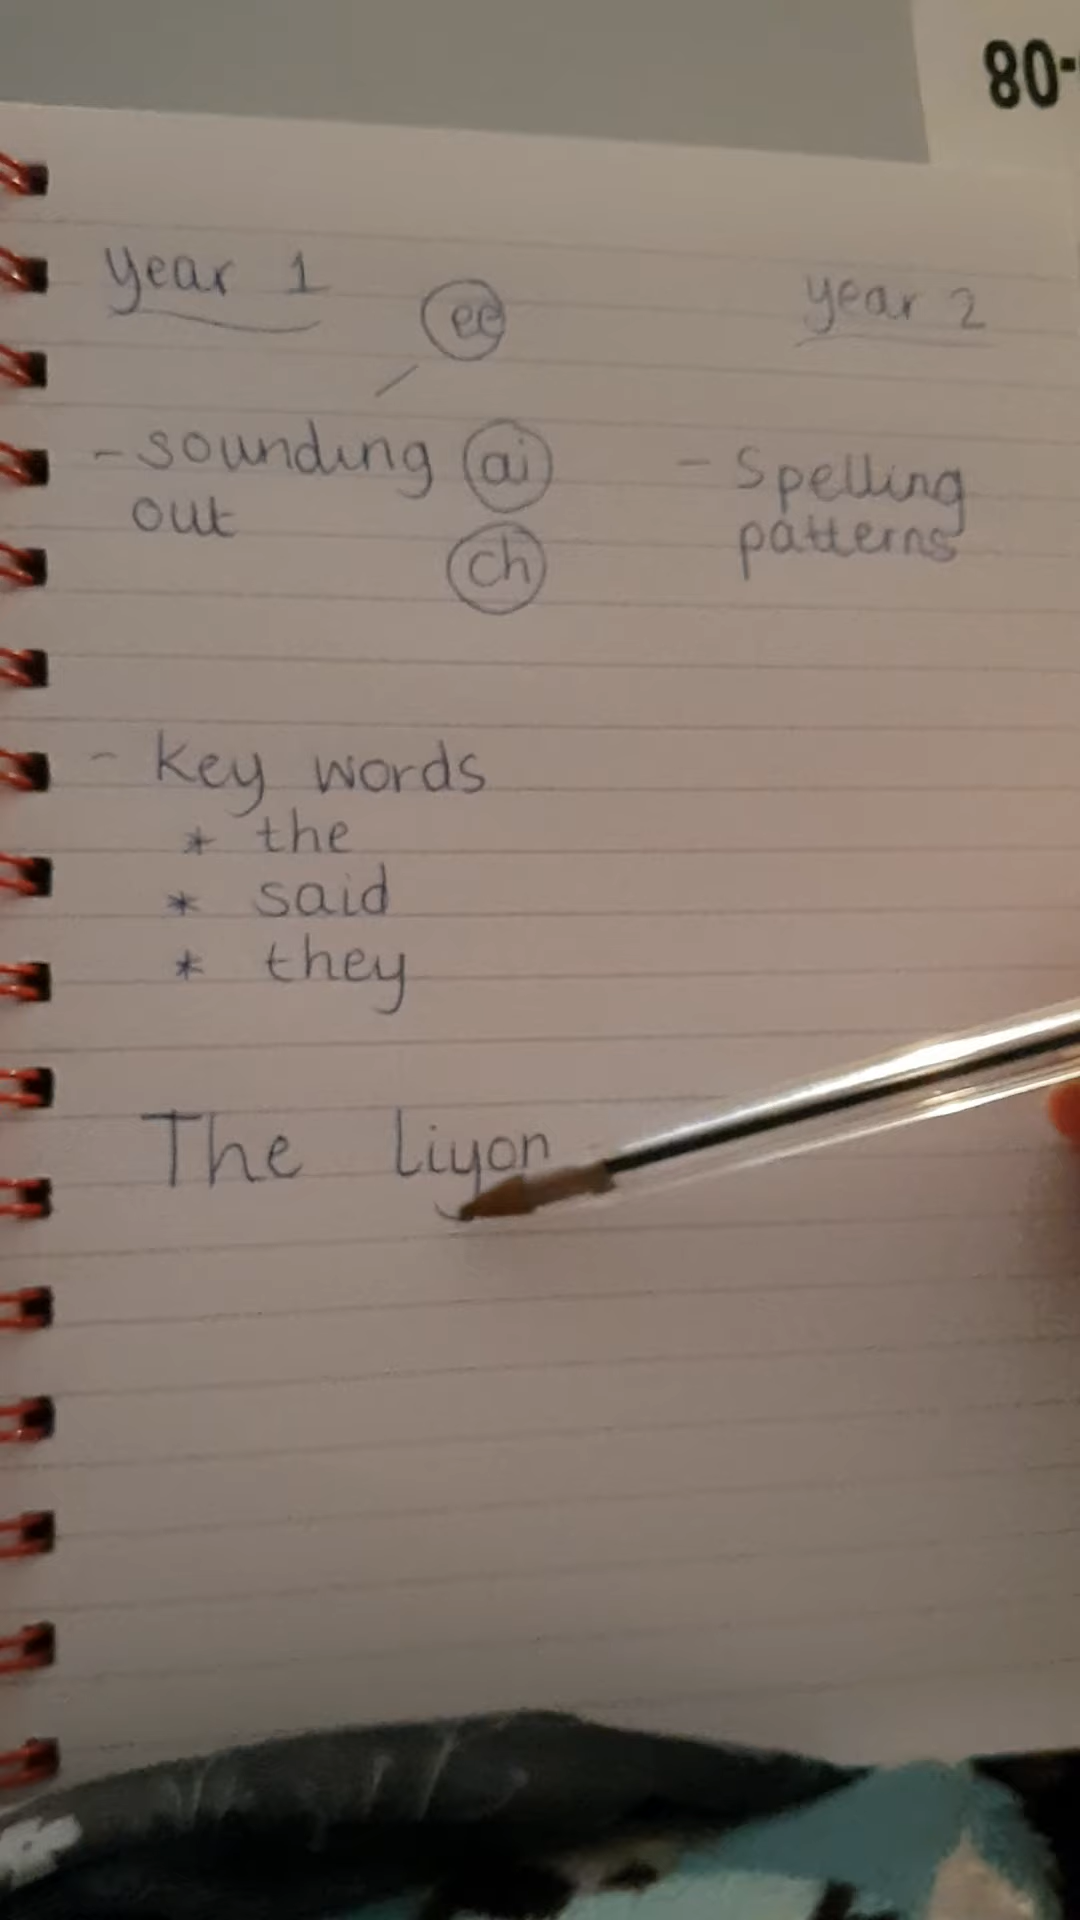 80-
year 1
ee
year 2
- sounding ai
out
ch
- Spelling
patterns
- key words
* the
* said
* they
The Liyon